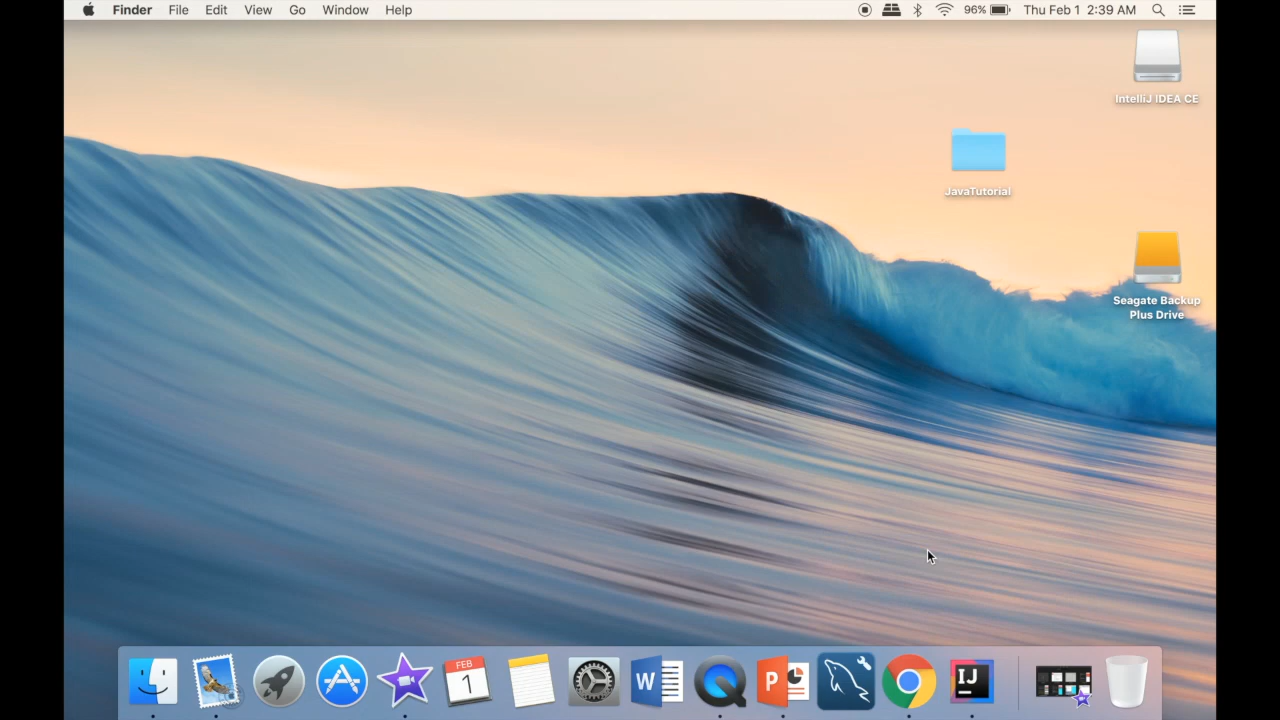 Finder File Edit View Go Window Help 96% Thu Feb 1 2:39 AM
IntelliJ IDEA CE
JavaTutorial
Seagate Backup
Plus Drive
FEB
1
W
P
IJ